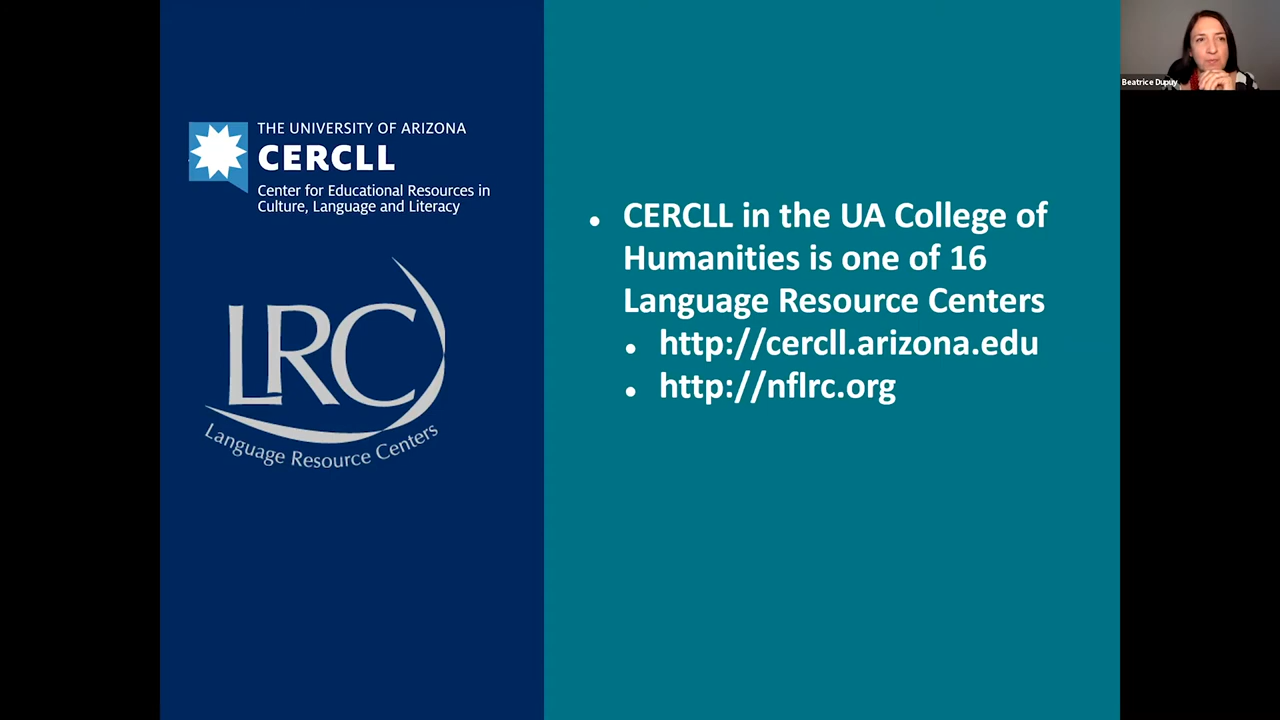 THE UNIVERSITY OF ARIZONA
CERCLL
Center for Educational Resources in
Culture, Language and Literacy
LRC
Language Resource Centers
• CERCLL in the UA College of
Humanities is one of 16
Language Resource Centers
• http://cercll.arizona.edu
• http://nflrc.org
Beatrice Dupuy